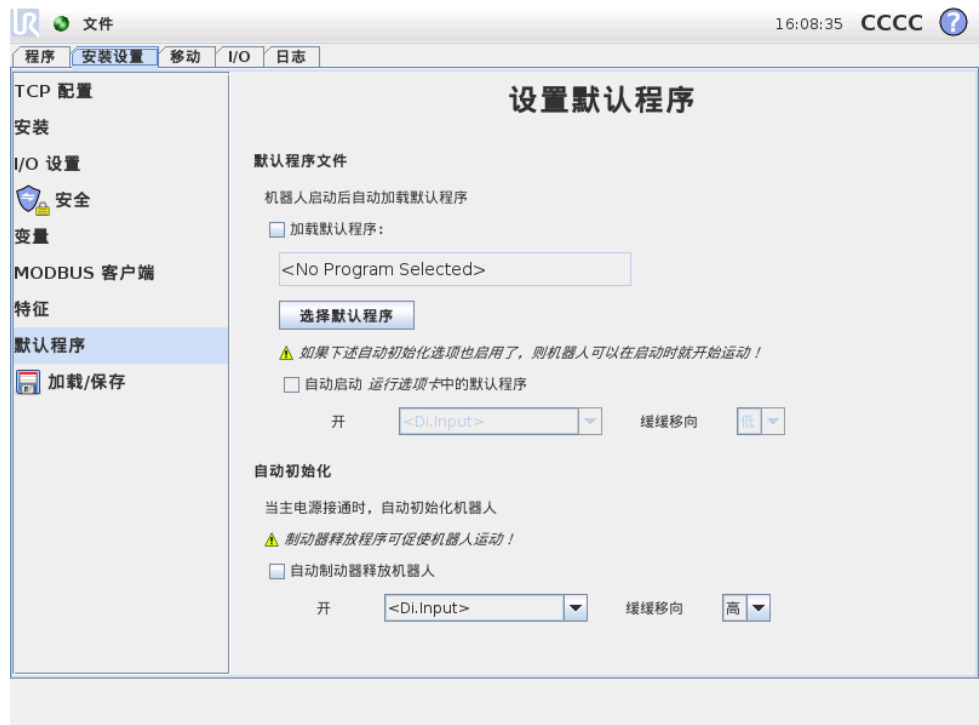 UR 文件 16:08:35 CCCC ?
程序 安装设置 移动 I/O 日志
TCP 配置
安装
I/O 设置
安全
变量
MODBUS 客户端
特征
默认程序
加载/保存
设置默认程序
默认程序文件
机器人启动后自动加载默认程序
加载默认程序:
<No Program Selected>
选择默认程序
如果下述自动初始化选项也启用了，则机器人可以在启动时就开始运动！
自动启动 运行选项卡中的默认程序
开 <Di.Input> 缓缓移向 低
自动初始化
当主电源接通时，自动初始化机器人
制动器释放程序可促使机器人运动！
自动制动器释放机器人
开 <Di.Input> 缓缓移向 高